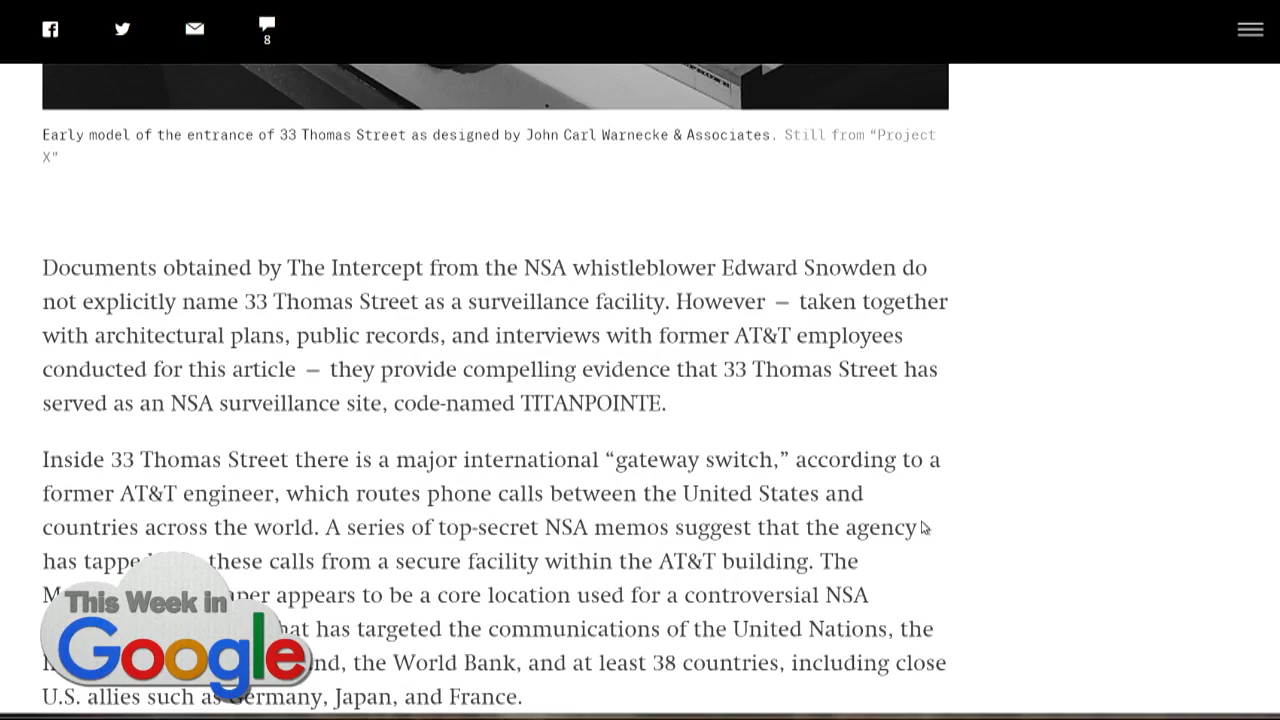 8
Early model of the entrance of 33 Thomas Street as designed by John Carl Warnecke & Associates. Still from “Project
X”
Documents obtained by The Intercept from the NSA whistleblower Edward Snowden do
not explicitly name 33 Thomas Street as a surveillance facility. However — taken together
with architectural plans, public records, and interviews with former AT&T employees
conducted for this article — they provide compelling evidence that 33 Thomas Street has
served as an NSA surveillance site, code-named TITANPOINTE.
Inside 33 Thomas Street there is a major international “gateway switch,” according to a
former AT&T engineer, which routes phone calls between the United States and
countries across the world. A series of top-secret NSA memos suggest that the agency
has these calls from a secure facility within the AT&T building. The
appears to be a core location used for a controversial NSA
has targeted the communications of the United Nations, the
the World Bank, and at least 38 countries, including close
U.S. allies such as Germany, Japan, and France.
This Week in
Google